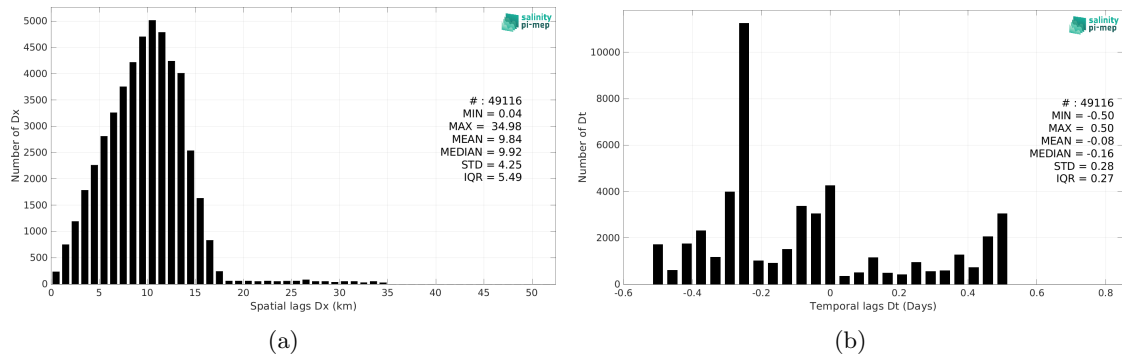 salinity
pi-mep
5000
4500
4000
3500
3000
2500
2000
1500
1000
500
0
Number of Dx
# : 49116
MIN = 0.04
MAX = 34.98
MEAN = 9.84
MEDIAN = 9.92
STD = 4.25
IQR = 5.49
0 5 10 15 20 25 30 35 40 45 50
Spatial lags Dx (km)
(a)
salinity
pi-mep
10000
8000
6000
4000
2000
0
Number of Dt
# : 49116
MIN = -0.50
MAX = 0.50
MEAN = -0.08
MEDIAN = -0.16
STD = 0.28
IQR = 0.27
-0.6 -0.4 -0.2 0 0.2 0.4 0.6 0.8
Temporal lags Dt (Days)
(b)